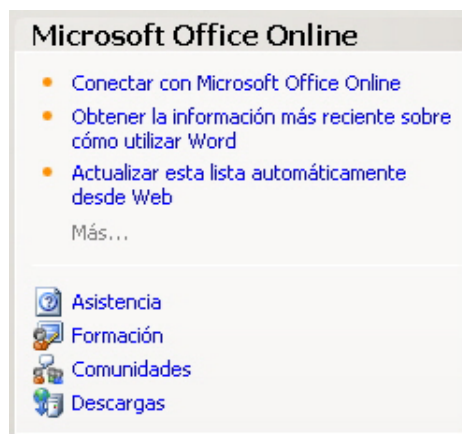 Microsoft Office Online
Conectar con Microsoft Office Online
Obtener la información más reciente sobre
cómo utilizar Word
Actualizar esta lista automáticamente
desde Web
Más...
Asistencia
Formación
Comunidades
Descargas